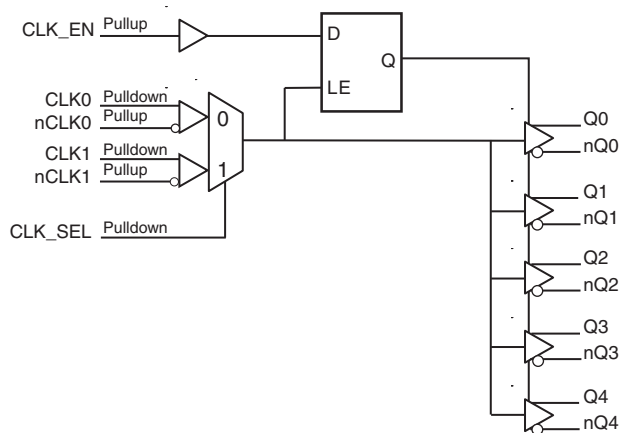 CLK_EN Pullup
D
Q
LE
CLK0 Pulldown
nCLK0 Pullup
0
CLK1 Pulldown
nCLK1 Pullup
1
CLK_SEL Pulldown
Q0
nQ0
Q1
nQ1
Q2
nQ2
Q3
nQ3
Q4
nQ4